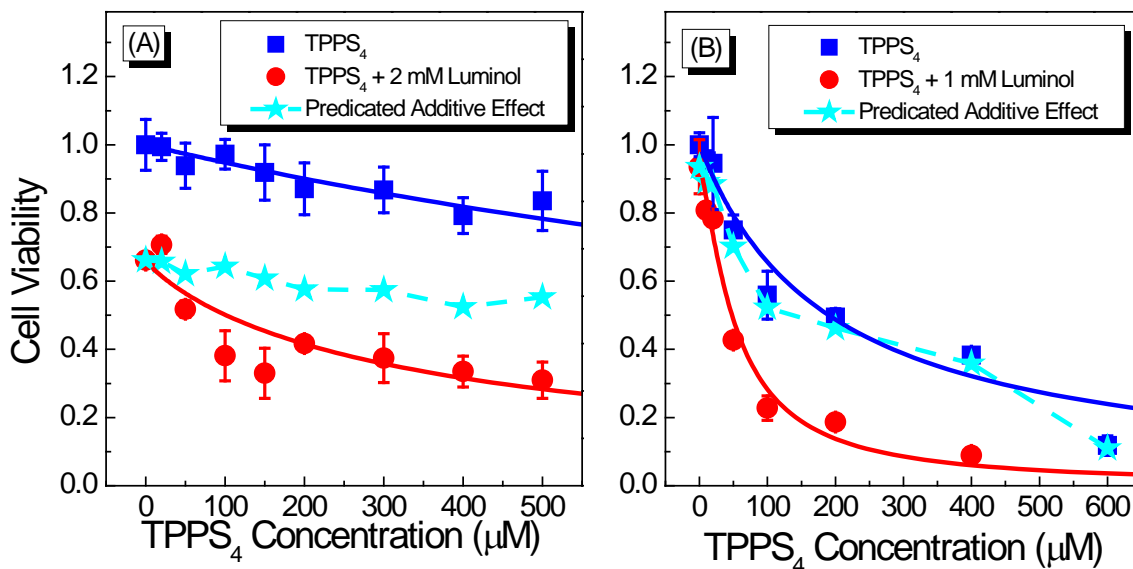 (A)
TPPS₄
TPPS₄ + 2 mM Luminol
Predicated Additive Effect
1.2
1.0
0.8
0.6
0.4
0.2
0.0
Cell Viability
0 100 200 300 400 500
TPPS₄ Concentration (μM)
(B)
TPPS₄
TPPS₄ + 1 mM Luminol
Predicated Additive Effect
1.2
1.0
0.8
0.6
0.4
0.2
0.0
0 100 200 300 400 500 600
TPPS₄ Concentration (μM)